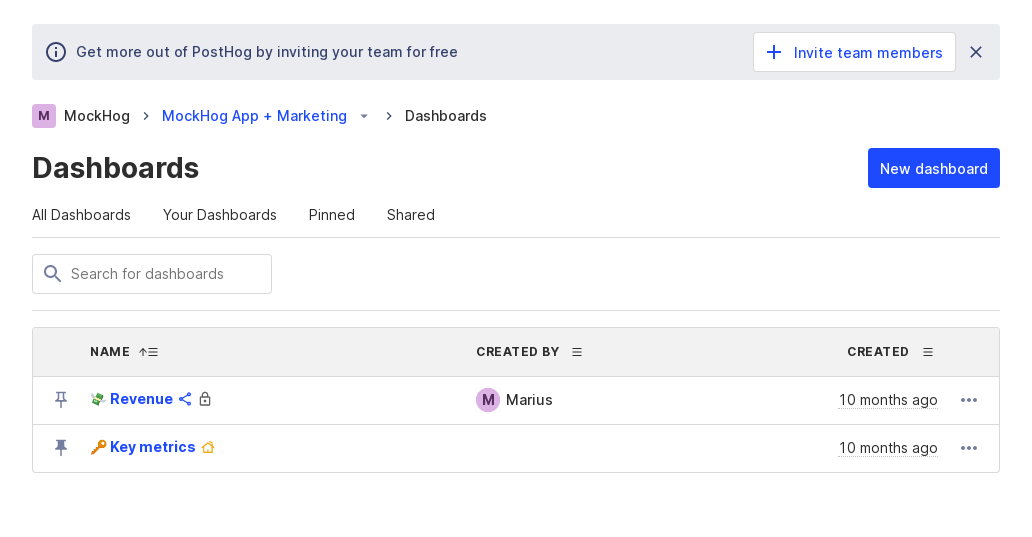 Get more out of PostHog by inviting your team for free
Invite team members
M MockHog MockHog App + Marketing Dashboards
Dashboards
New dashboard
All Dashboards Your Dashboards Pinned Shared
Search for dashboards
NAME CREATED BY CREATED
💸 Revenue M Marius 10 months ago
🔑 Key metrics 10 months ago